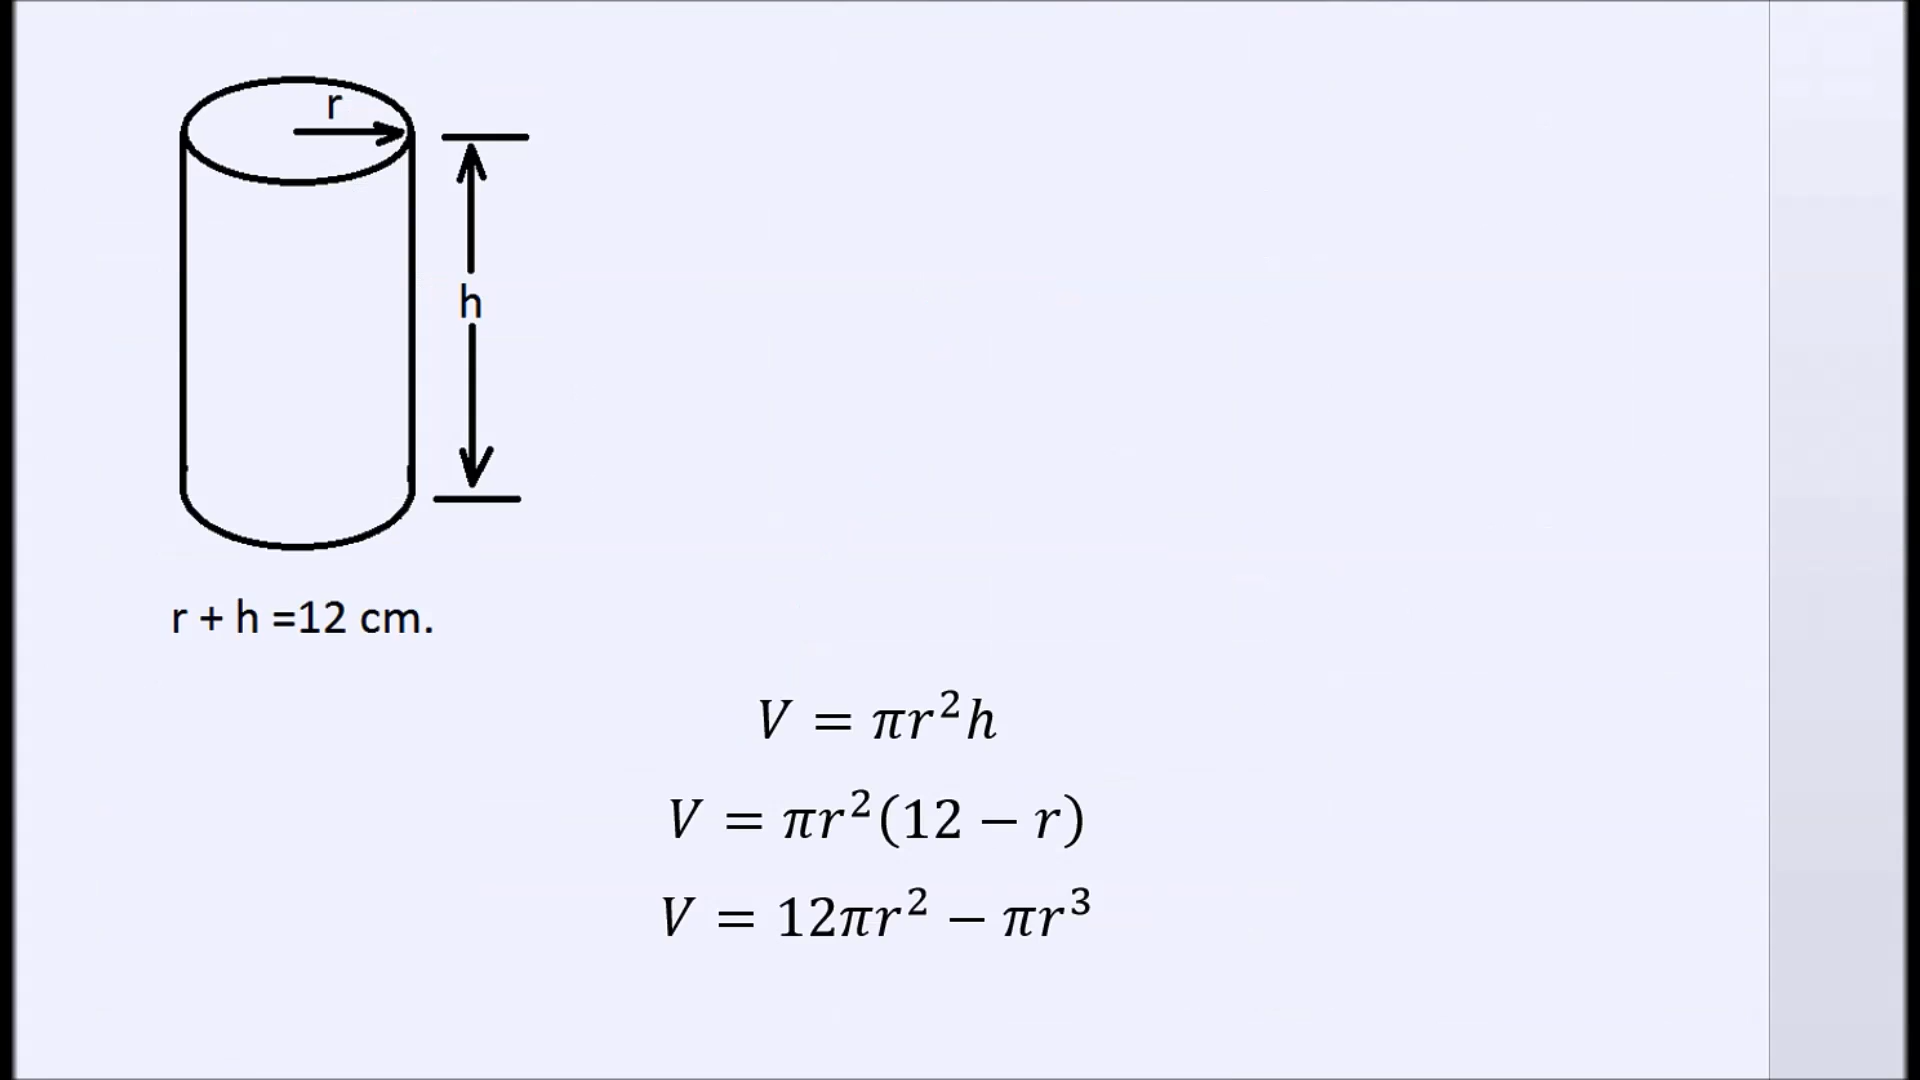 r
h
r + h =12 cm.
V = πr²h
V = πr²(12 − r)
V = 12πr² − πr³